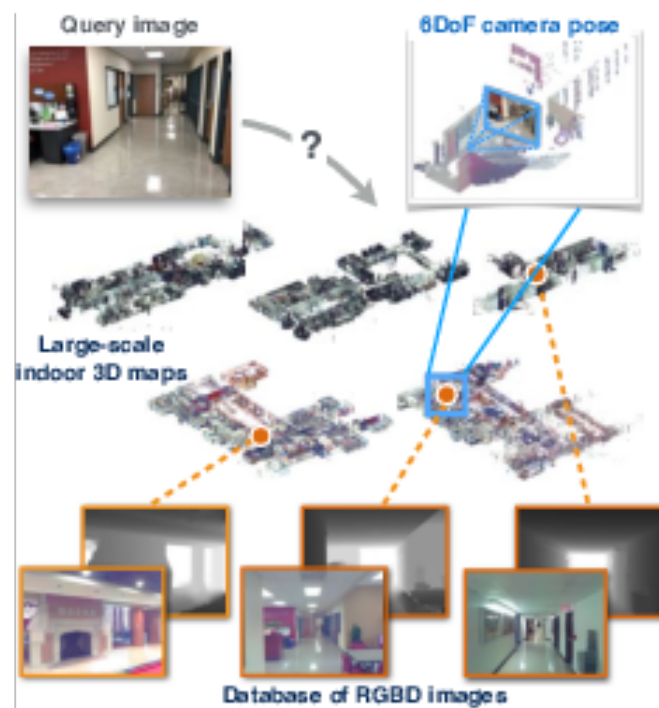 Query image
6DoF camera pose
?
Large-scale
indoor 3D maps
Database of RGBD images